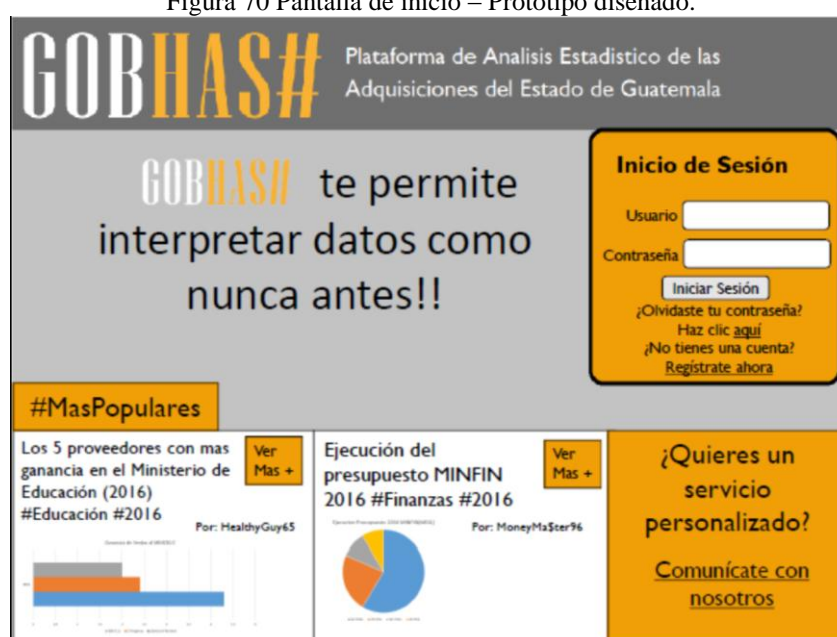 Figura 70 Pantalla de inicio – Prototipo diseñado.
GOBHAS#
Plataforma de Analisis Estadistico de las
Adquisiciones del Estado de Guatemala
GOBHAS# te permite
interpretar datos como
nunca antes!!
Inicio de Sesión
Usuario
Contraseña
Iniciar Sesión
¿Olvidaste tu contraseña?
Haz clic aquí
¿No tienes una cuenta?
Regístrate ahora
#MasPopulares
Los 5 proveedores con mas
ganancia en el Ministerio de
Educación (2016)
#Educación #2016
Ver
Mas +
Por: HealthyGuy65
Ejecución del
presupuesto MINFIN
2016 #Finanzas #2016
Ver
Mas +
Por: MoneyMa$ter96
¿Quieres un
servicio
personalizado?
Comunícate con
nosotros